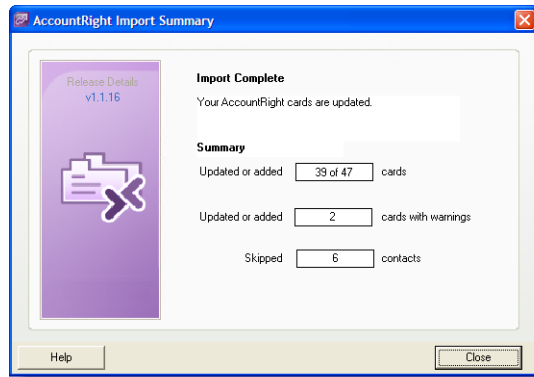 AccountRight Import Summary
Release Details
v1.1.16
Import Complete
Your AccountRight cards are updated.
Summary
Updated or added 39 of 47 cards
Updated or added 2 cards with warnings
Skipped 6 contacts
Help Close